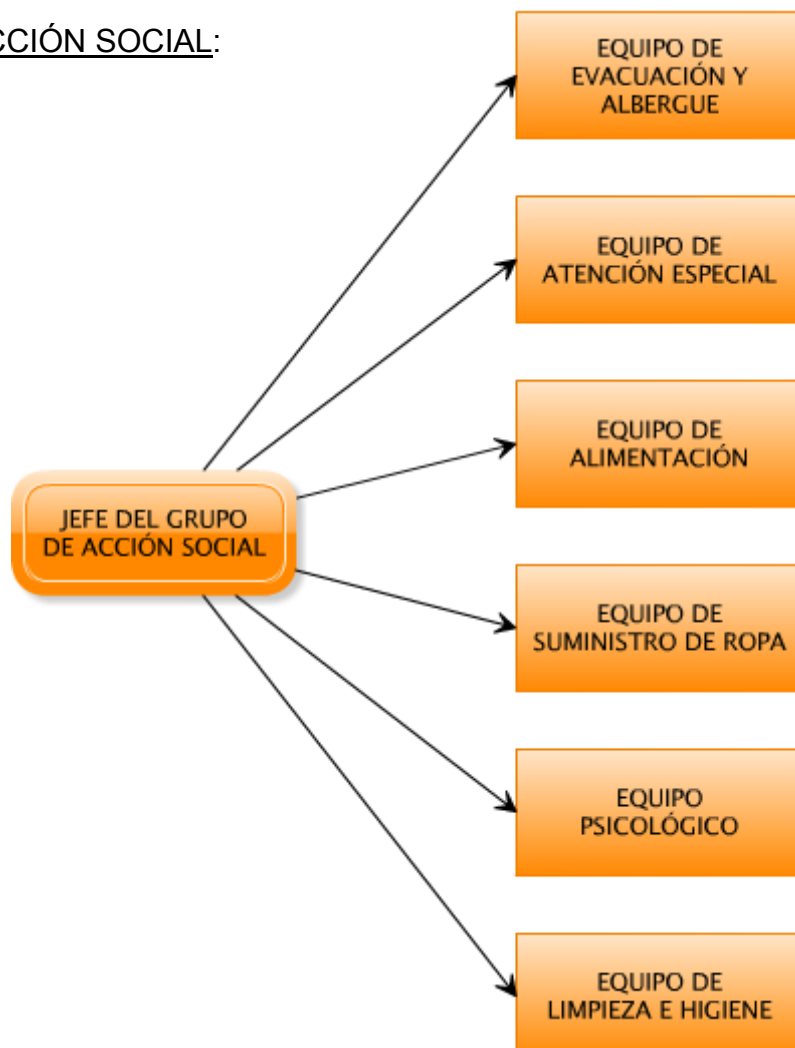 CCIÓN SOCIAL:
EQUIPO DE
EVACUACIÓN Y
ALBERGUE
EQUIPO DE
ATENCIÓN ESPECIAL
EQUIPO DE
ALIMENTACIÓN
JEFE DEL GRUPO
DE ACCIÓN SOCIAL
EQUIPO DE
SUMINISTRO DE ROPA
EQUIPO
PSICOLÓGICO
EQUIPO DE
LIMPIEZA E HIGIENE